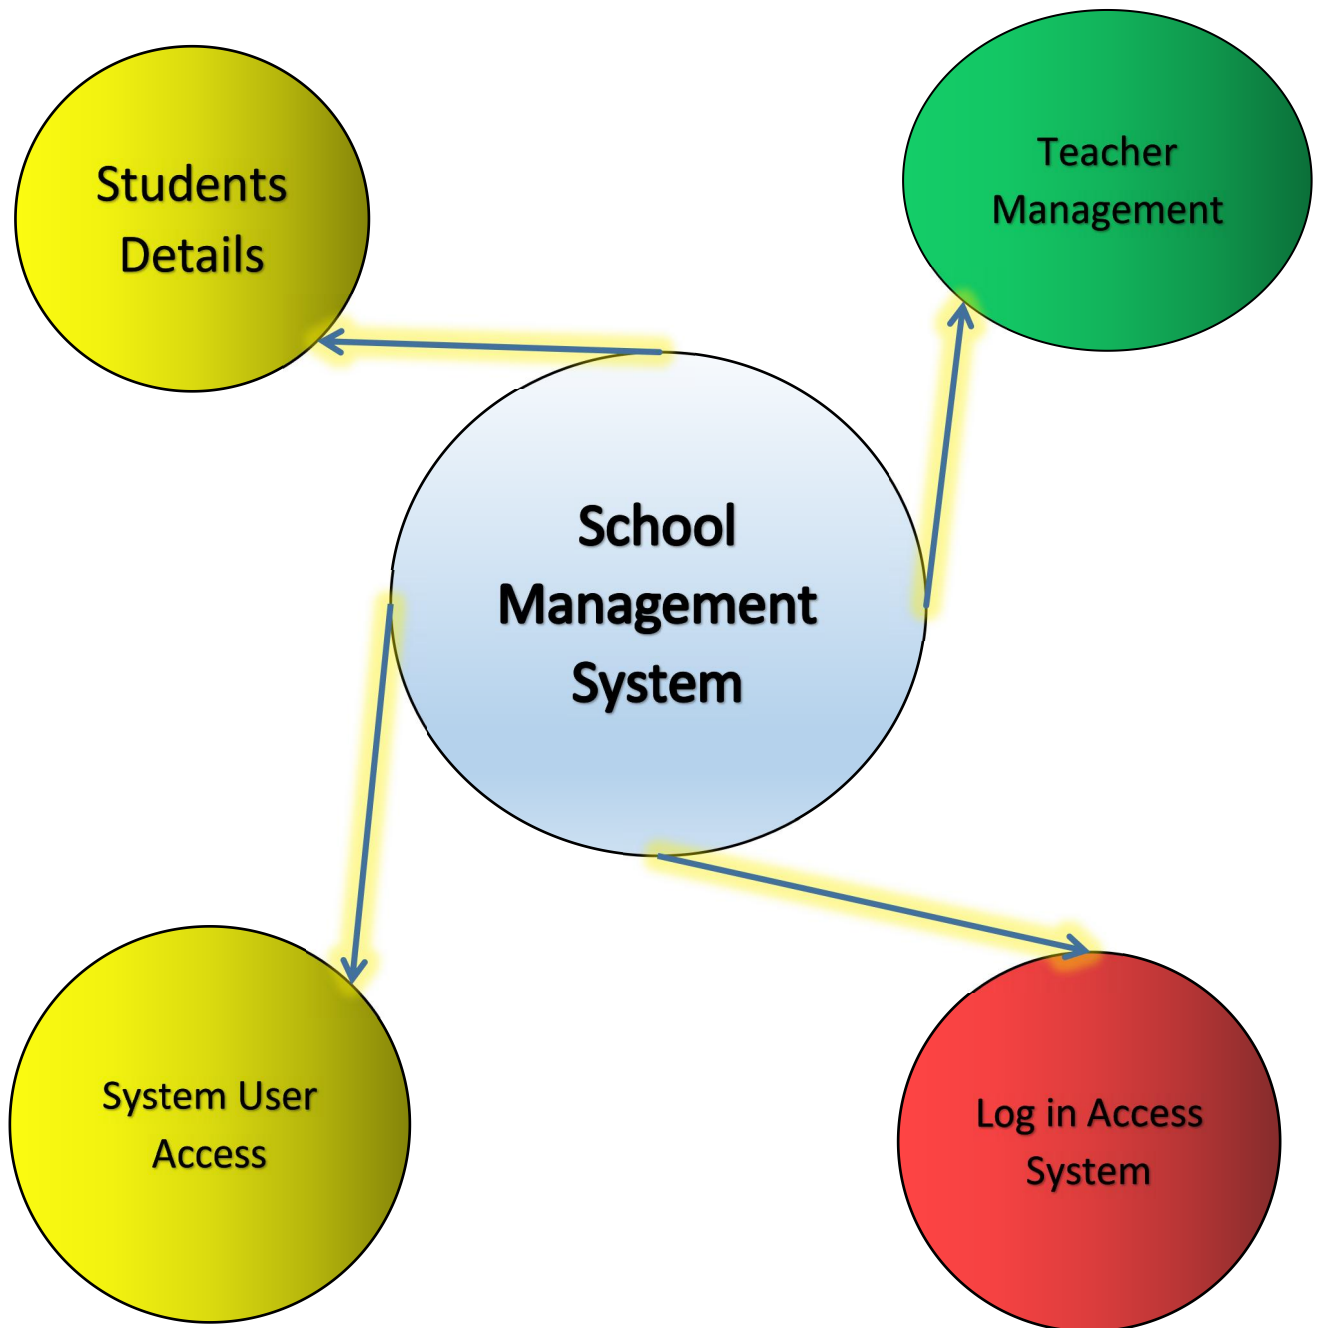 Students
Details
Teacher
Management
School
Management
System
System User
Access
Log in Access
System